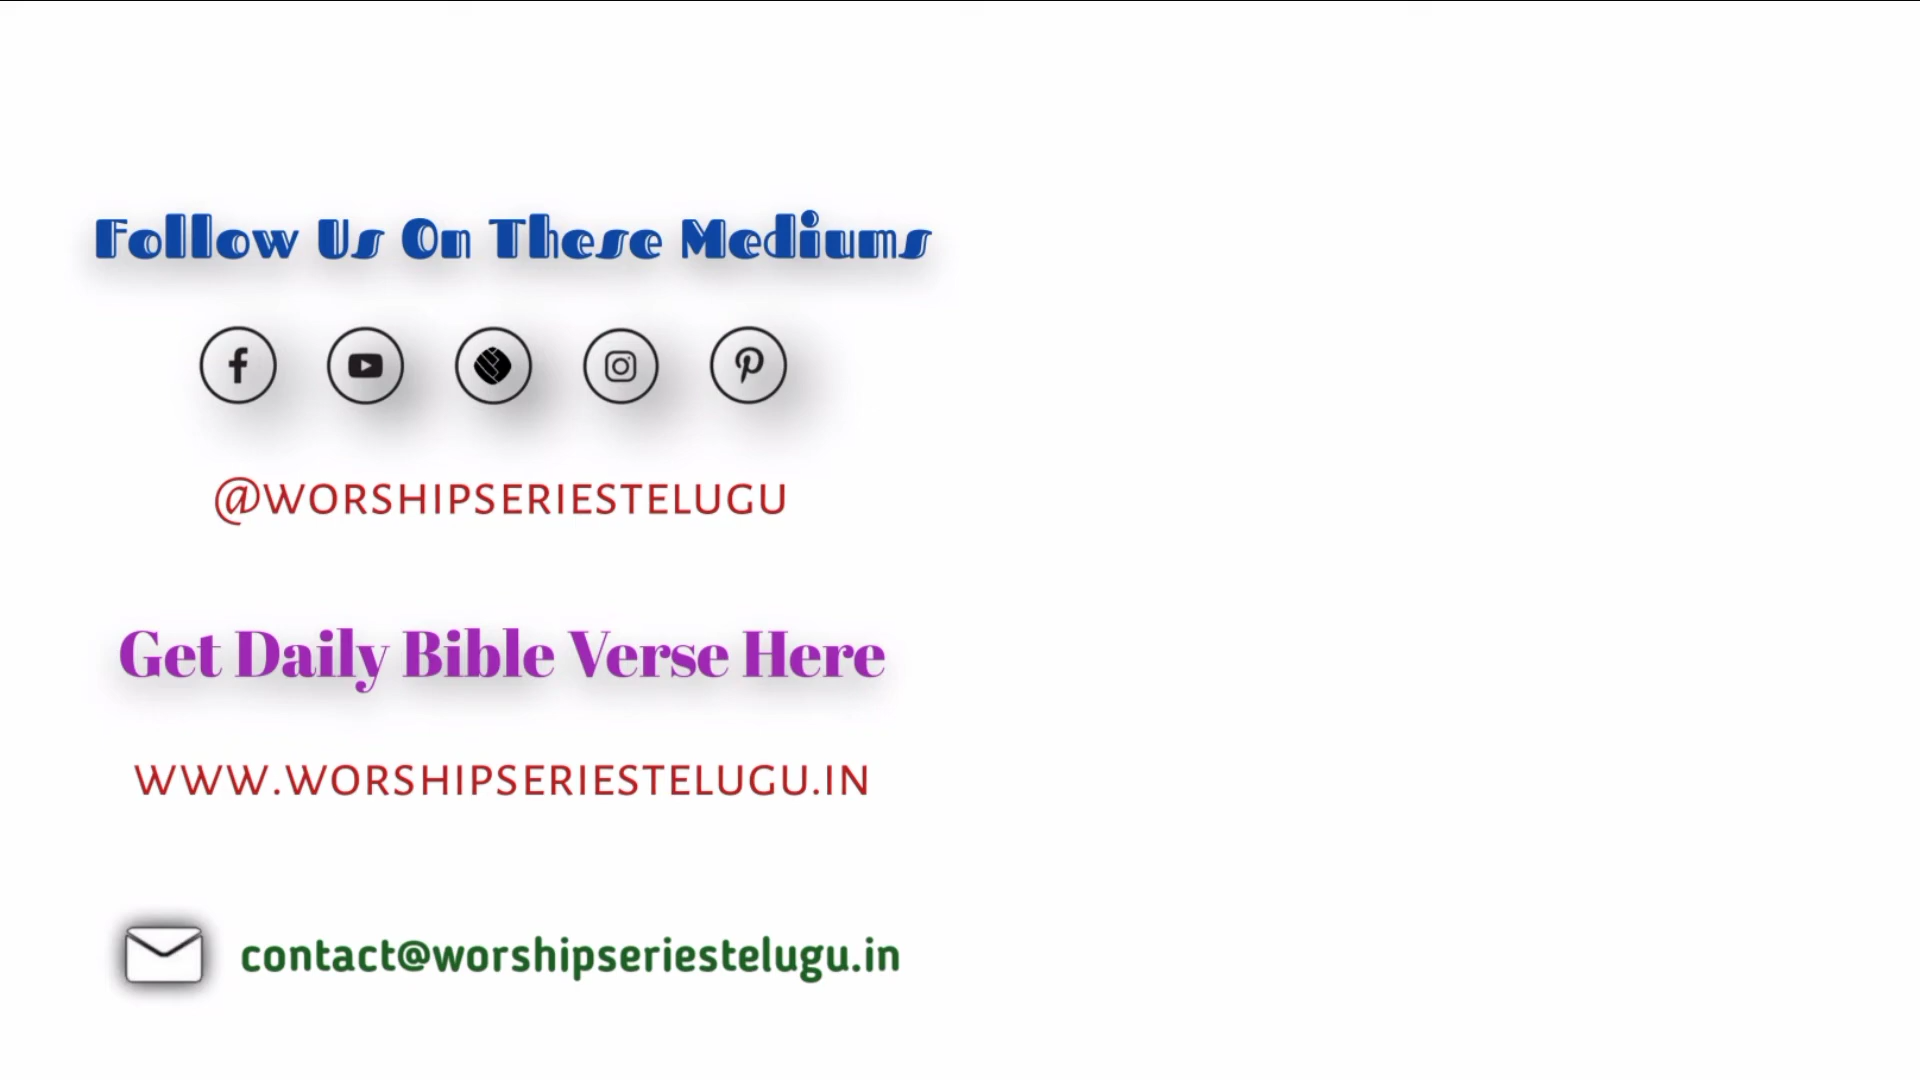 Follow Us On These Mediums
@WORSHIPSERIESTELUGU
Get Daily Bible Verse Here
WWW.WORSHIPSERIESTELUGU.IN
contact@worshipseriestelugu.in